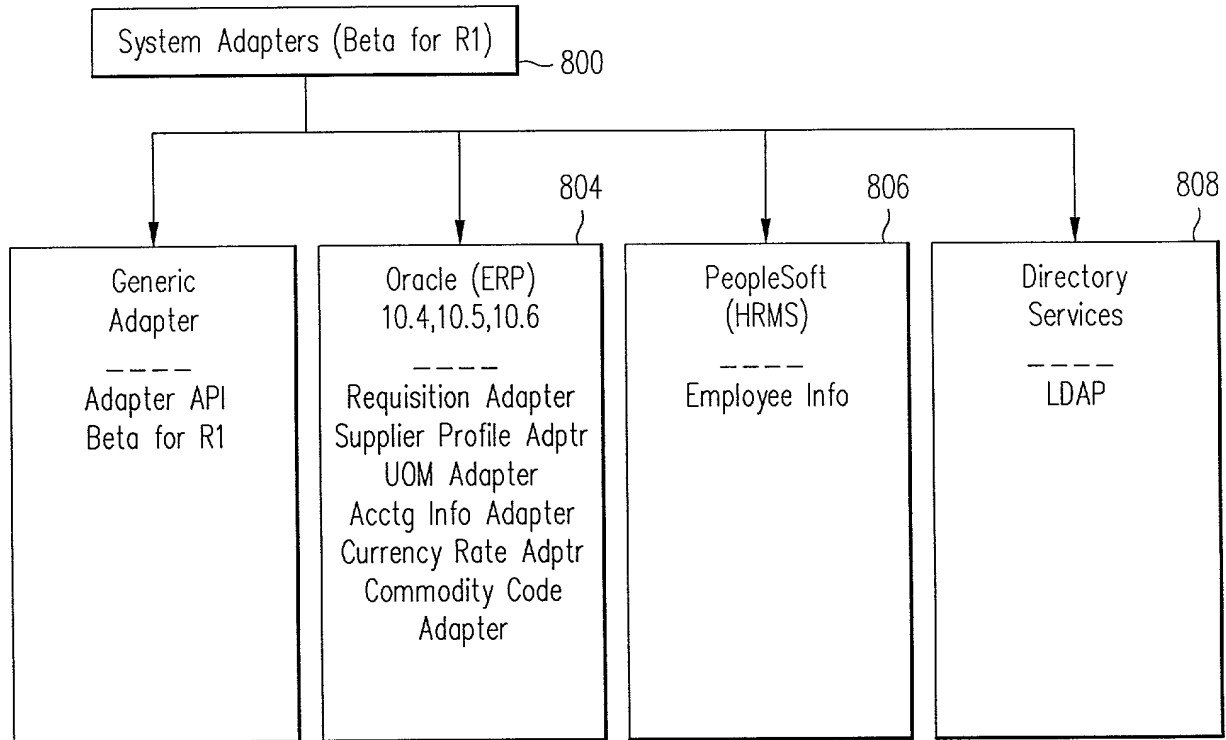 System Adapters (Beta for R1)
800
804
806
808
Generic
Adapter
Adapter API
Beta for R1
Oracle (ERP)
10.4,10.5,10.6
Requisition Adapter
Supplier Profile Adptr
UOM Adapter
Acctg Info Adapter
Currency Rate Adptr
Commodity Code
Adapter
PeopleSoft
(HRMS)
Employee Info
Directory
Services
LDAP